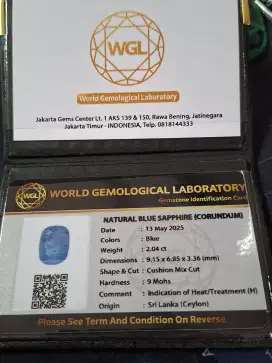 WGL
World Gemological Laboratory
Jakarta Gems Center Lt. 1 AKS 139 & 150, Rawa Bening, Jatinegara
Jakarta Timur - INDONESIA, Telp. 0818144333
WORLD GEMOLOGICAL LABORATORY
Gemstone Identification Card
NATURAL BLUE SAPPHIRE (CORUNDUM)
Date : 13 May 2025
Colors : Blue
Weight : 2.04 ct
Dimensions : 9.15 x 6.85 x 3.36 (mm)
Shape & Cut : Cushion Mix Cut
Hardness : 9 Mohs
Comment : Indication of Heat/Treatment (H)
Origin : Sri Lanka (Ceylon)
Please See Term And Condition On Reverse